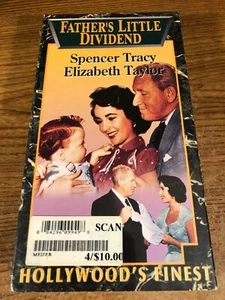 FATHER'S LITTLE
DIVIDEND
Spencer Tracy
Elizabeth Taylor
SCAN
MEIJER
4/$10.00
HOLLYWOOD'S FINEST